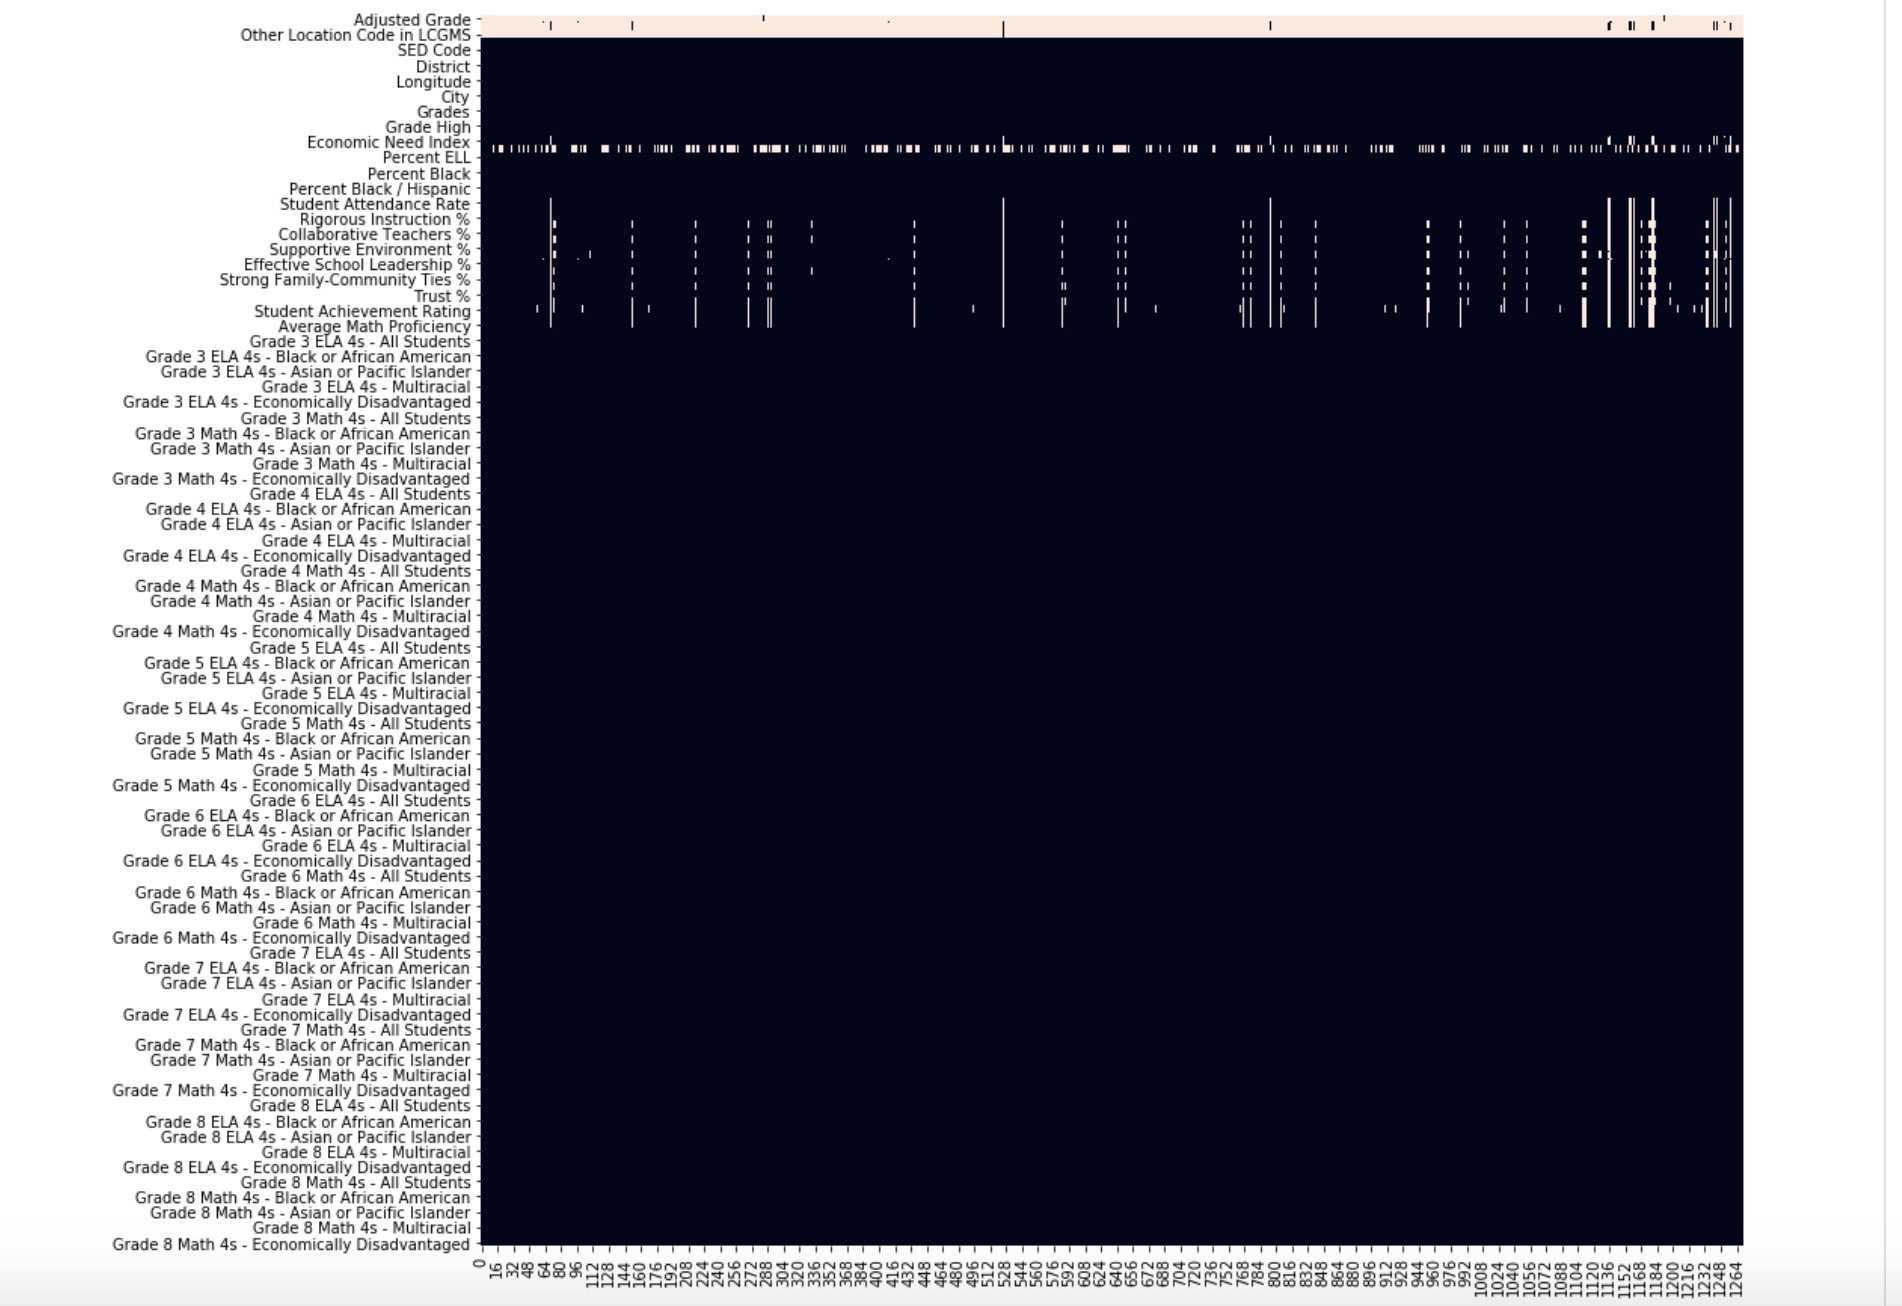 Adjusted Grade
Other Location Code in LCGMS
SED Code
District
Longitude
City
Grades
Grade High
Economic Need Index
Percent ELL
Percent Black
Percent Black / Hispanic
Student Attendance Rate
Rigorous Instruction %
Collaborative Teachers %
Supportive Environment %
Effective School Leadership %
Strong Family-Community Ties %
Trust %
Student Achievement Rating
Average Math Proficiency
Grade 3 ELA 4s - All Students
Grade 3 ELA 4s - Black or African American
Grade 3 ELA 4s - Asian or Pacific Islander
Grade 3 ELA 4s - Multiracial
Grade 3 ELA 4s - Economically Disadvantaged
Grade 3 Math 4s - All Students
Grade 3 Math 4s - Black or African American
Grade 3 Math 4s - Asian or Pacific Islander
Grade 3 Math 4s - Multiracial
Grade 3 Math 4s - Economically Disadvantaged
Grade 4 ELA 4s - All Students
Grade 4 ELA 4s - Black or African American
Grade 4 ELA 4s - Asian or Pacific Islander
Grade 4 ELA 4s - Multiracial
Grade 4 ELA 4s - Economically Disadvantaged
Grade 4 Math 4s - All Students
Grade 4 Math 4s - Black or African American
Grade 4 Math 4s - Asian or Pacific Islander
Grade 4 Math 4s - Multiracial
Grade 4 Math 4s - Economically Disadvantaged
Grade 5 ELA 4s - All Students
Grade 5 ELA 4s - Black or African American
Grade 5 ELA 4s - Asian or Pacific Islander
Grade 5 ELA 4s - Multiracial
Grade 5 ELA 4s - Economically Disadvantaged
Grade 5 Math 4s - All Students
Grade 5 Math 4s - Black or African American
Grade 5 Math 4s - Asian or Pacific Islander
Grade 5 Math 4s - Multiracial
Grade 5 Math 4s - Economically Disadvantaged
Grade 6 ELA 4s - All Students
Grade 6 ELA 4s - Black or African American
Grade 6 ELA 4s - Asian or Pacific Islander
Grade 6 ELA 4s - Multiracial
Grade 6 ELA 4s - Economically Disadvantaged
Grade 6 Math 4s - All Students
Grade 6 Math 4s - Black or African American
Grade 6 Math 4s - Asian or Pacific Islander
Grade 6 Math 4s - Multiracial
Grade 6 Math 4s - Economically Disadvantaged
Grade 7 ELA 4s - All Students
Grade 7 ELA 4s - Black or African American
Grade 7 ELA 4s - Asian or Pacific Islander
Grade 7 ELA 4s - Multiracial
Grade 7 ELA 4s - Economically Disadvantaged
Grade 7 Math 4s - All Students
Grade 7 Math 4s - Black or African American
Grade 7 Math 4s - Asian or Pacific Islander
Grade 7 Math 4s - Multiracial
Grade 7 Math 4s - Economically Disadvantaged
Grade 8 ELA 4s - All Students
Grade 8 ELA 4s - Black or African American
Grade 8 ELA 4s - Asian or Pacific Islander
Grade 8 ELA 4s - Multiracial
Grade 8 ELA 4s - Economically Disadvantaged
Grade 8 Math 4s - All Students
Grade 8 Math 4s - Black or African American
Grade 8 Math 4s - Asian or Pacific Islander
Grade 8 Math 4s - Multiracial
Grade 8 Math 4s - Economically Disadvantaged
0 16 32 48 64 80 96 112 128 144 160 176 192 208 224 240 256 272 288 304 320 336 352 368 384 400 416 432 448 464 480 496 512 528 544 560 576 592 608 624 640 656 672 688 704 720 736 752 768 784 800 816 832 848 864 880 896 912 928 944 960 976 992 1008 1024 1040 1056 1072 1088 1104 1120 1136 1152 1168 1184 1200 1216 1232 1248 1264